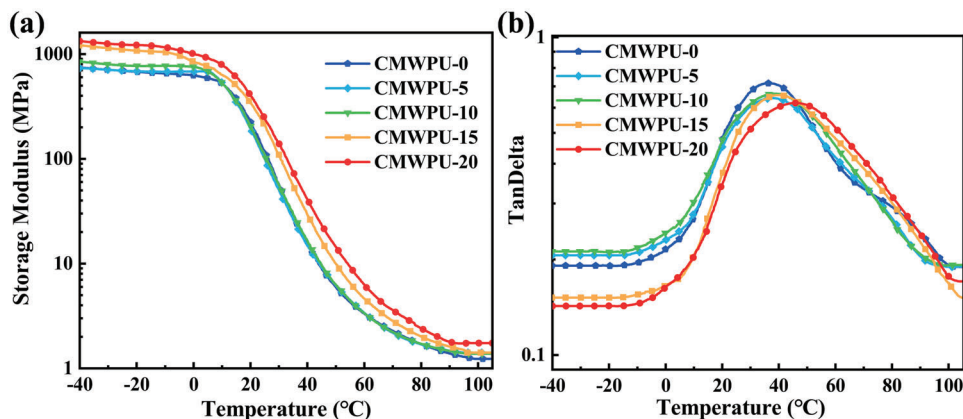 (a)
Storage Modulus (MPa)
1000
100
10
1
CMWPU-0
CMWPU-5
CMWPU-10
CMWPU-15
CMWPU-20
-40 -20 0 20 40 60 80 100
Temperature (°C)
(b)
TanDelta
1
0.1
CMWPU-0
CMWPU-5
CMWPU-10
CMWPU-15
CMWPU-20
-40 -20 0 20 40 60 80 100
Temperature (°C)